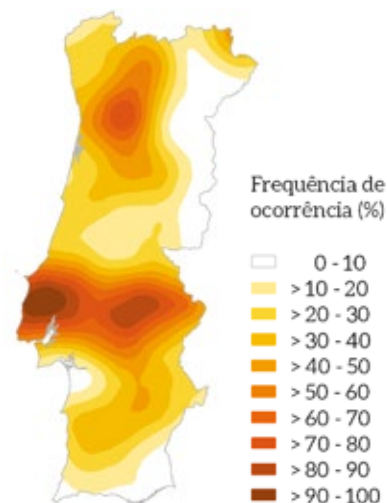 Frequência de
ocorrência (%)
0 - 10
> 10 - 20
> 20 - 30
> 30 - 40
> 40 - 50
> 50 - 60
> 60 - 70
> 70 - 80
> 80 - 90
> 90 - 100